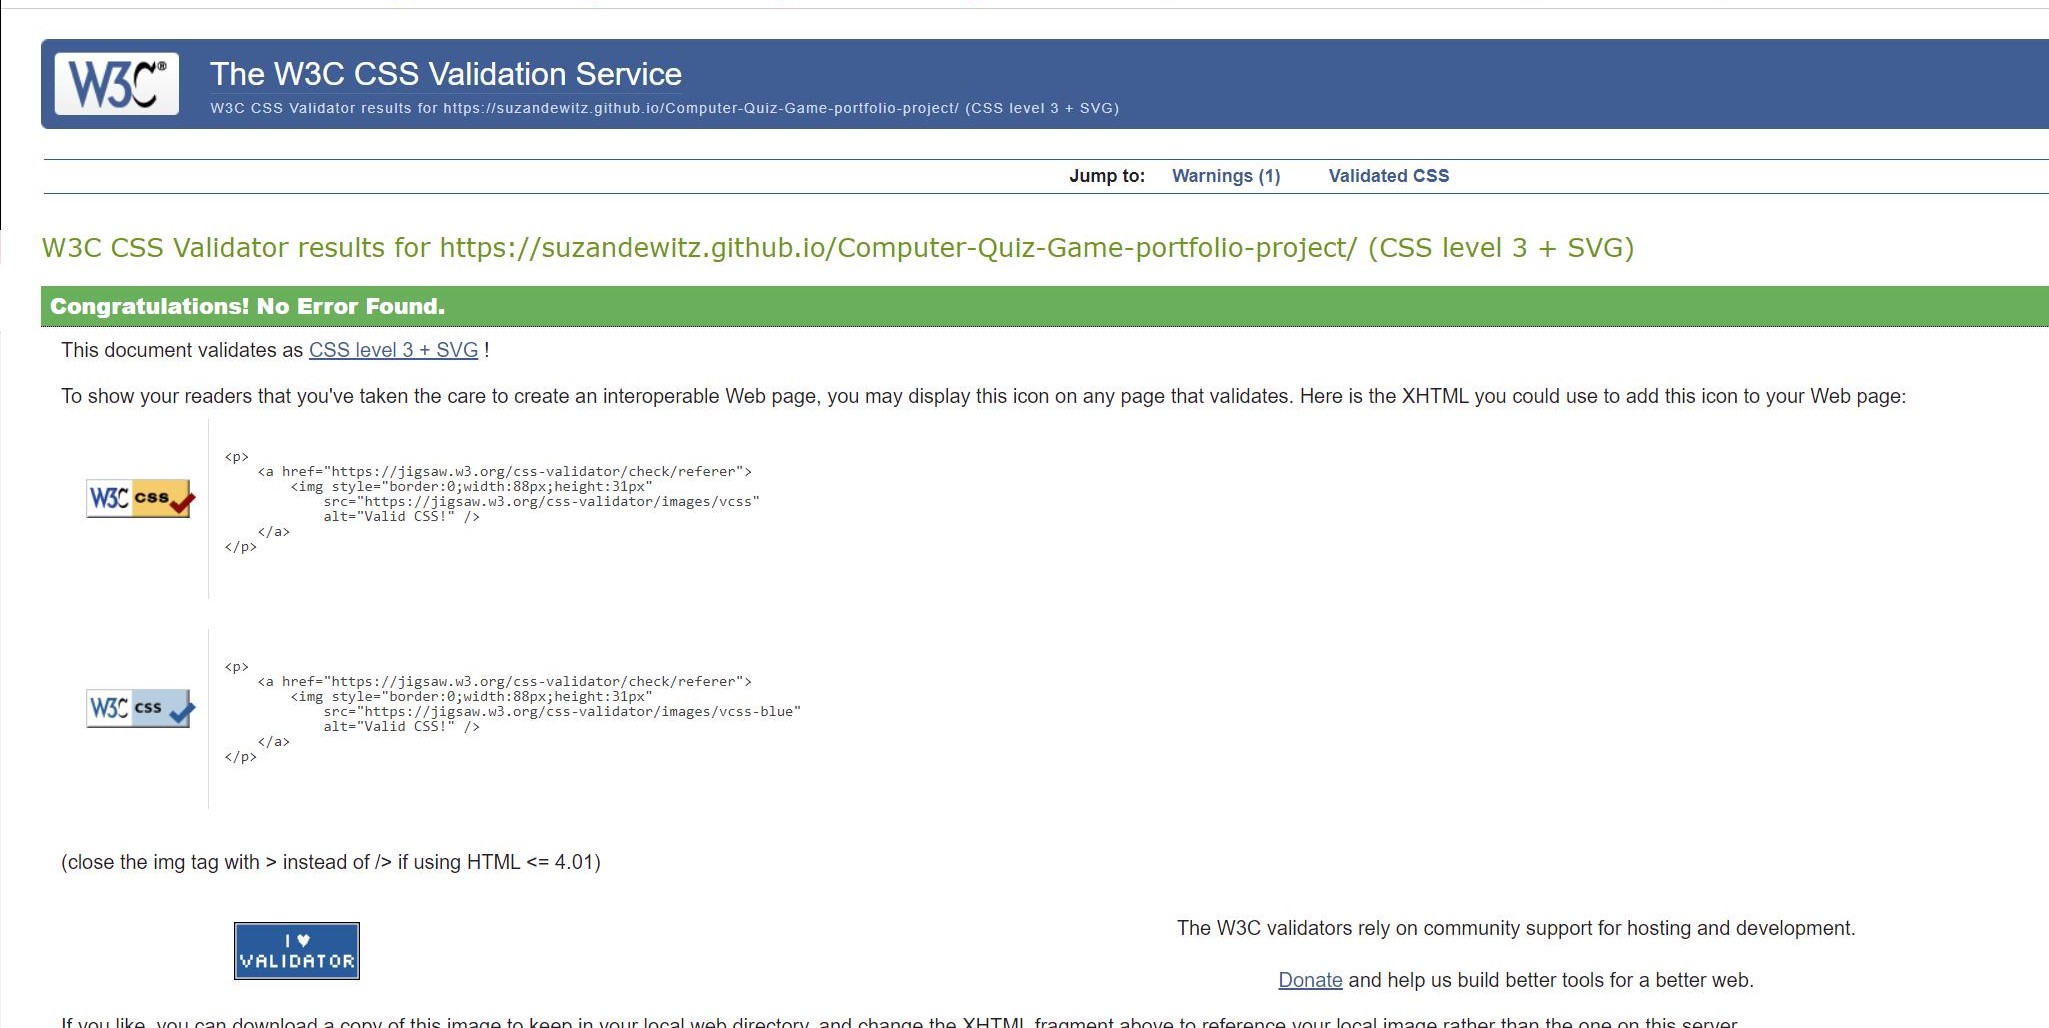 W3C®
The W3C CSS Validation Service
W3C CSS Validator results for https://suzandewitz.github.io/Computer-Quiz-Game-portfolio-project/ (CSS level 3 + SVG)
Jump to: Warnings (1) Validated CSS
W3C CSS Validator results for https://suzandewitz.github.io/Computer-Quiz-Game-portfolio-project/ (CSS level 3 + SVG)
Congratulations! No Error Found.
This document validates as CSS level 3 + SVG !
To show your readers that you've taken the care to create an interoperable Web page, you may display this icon on any page that validates. Here is the XHTML you could use to add this icon to your Web page:
W3C css
<p>
<a href="https://jigsaw.w3.org/css-validator/check/referer">
<img style="border:0;width:88px;height:31px"
src="https://jigsaw.w3.org/css-validator/images/vcss"
alt="Valid CSS!" />
</a>
</p>
W3C css
<p>
<a href="https://jigsaw.w3.org/css-validator/check/referer">
<img style="border:0;width:88px;height:31px"
src="https://jigsaw.w3.org/css-validator/images/vcss-blue"
alt="Valid CSS!" />
</a>
</p>
(close the img tag with > instead of /> if using HTML <= 4.01)
I ♥
VALIDATOR
The W3C validators rely on community support for hosting and development.
Donate and help us build better tools for a better web.
If you like, you can download a copy of this image to keep in your local web directory, and change the XHTML fragment above to reference your local image rather than the one on this server.